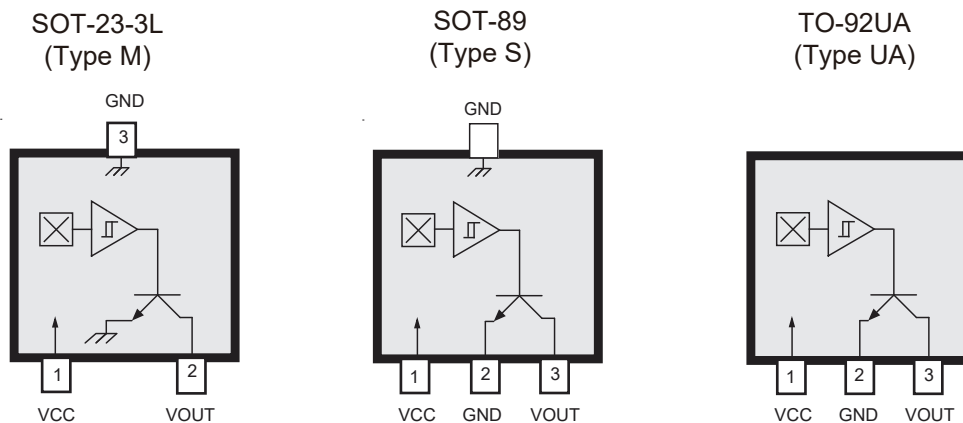 SOT-23-3L
(Type M)
GND
3
1
2
VCC
VOUT
SOT-89
(Type S)
GND
1
2
3
VCC
GND
VOUT
TO-92UA
(Type UA)
1
2
3
VCC
GND
VOUT